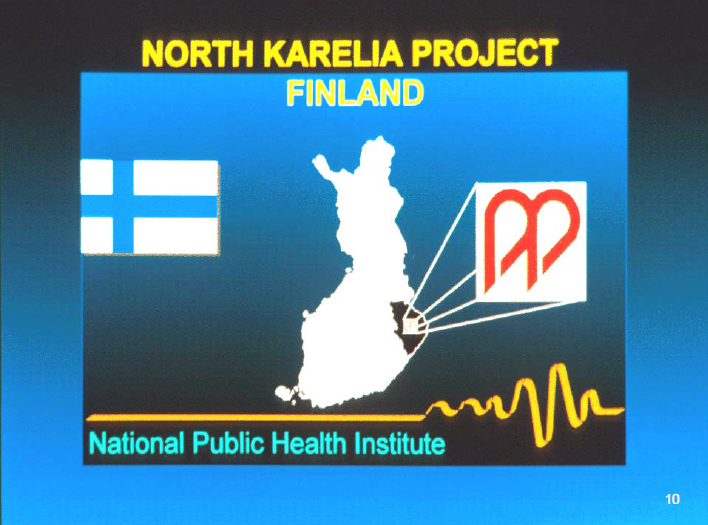 NORTH KARELIA PROJECT
FINLAND
National Public Health Institute
10